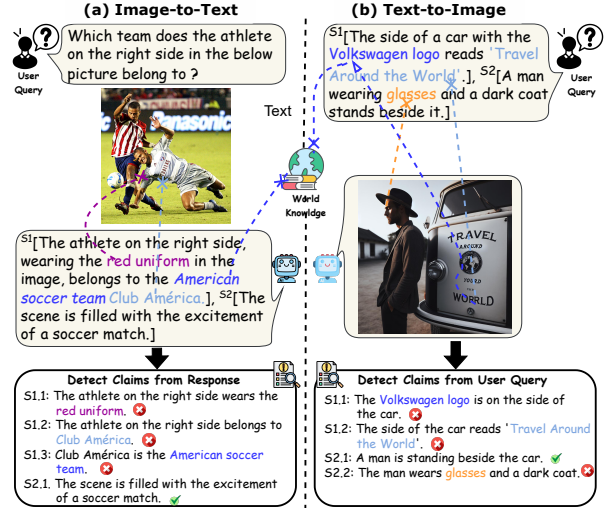 (a) Image-to-Text
Which team does the athlete
on the right side in the below
picture belong to ?
User
Query
Panasonic
S1[The athlete on the right side,
wearing the red uniform in the
image, belongs to the American
soccer team Club América.], S2[The
scene is filled with the excitement
of a soccer match.]
Detect Claims from Response
S1,1: The athlete on the right side wears the
red uniform.
S1,2: The athlete on the right side belongs to
Club América.
S1,3: Club América is the American soccer
team.
S2,1, The scene is filled with the excitement
of a soccer match.
Text
World
Knowldge
(b) Text-to-Image
S1[The side of a car with the
Volkswagen logo reads 'Travel
Around the World'.], S2[A man
wearing glasses and a dark coat
stands beside it.]
User
Query
TRAVEL
AROUND
WORRLD
Detect Claims from User Query
S1,1: The Volkswagen logo is on the side of
the car.
S1,2: The side of the car reads 'Travel Around
the World'.
S2,1: A man is standing beside the car.
S2,2: The man wears glasses and a dark coat.